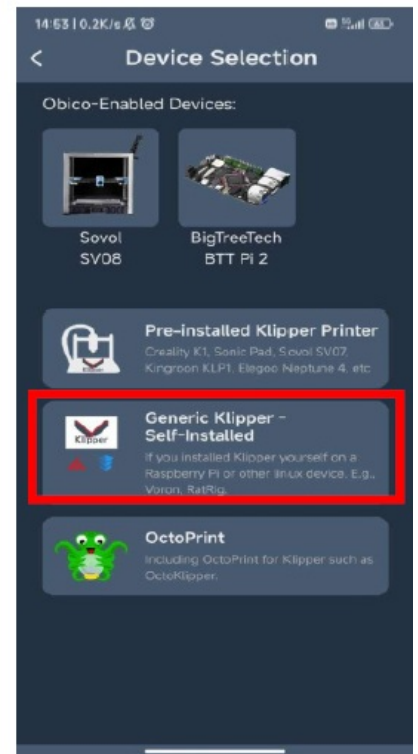 14:53 | 0.2K/s
Device Selection
Obico-Enabled Devices:
Sovol
SV08
BigTreeTech
BTT Pi 2
Pre-installed Klipper Printer
Creality K1, Sonic Pad, Sovol SV07,
Kingroon KLP1, Elegoo Neptune 4, etc
Klipper
Generic Klipper -
Self-Installed
If you installed Klipper yourself on a
Raspberry Pi or other linux device. E.g.,
Voron, RatRig.
OctoPrint
Including OctoPrint for Klipper such as
OctoKlipper.